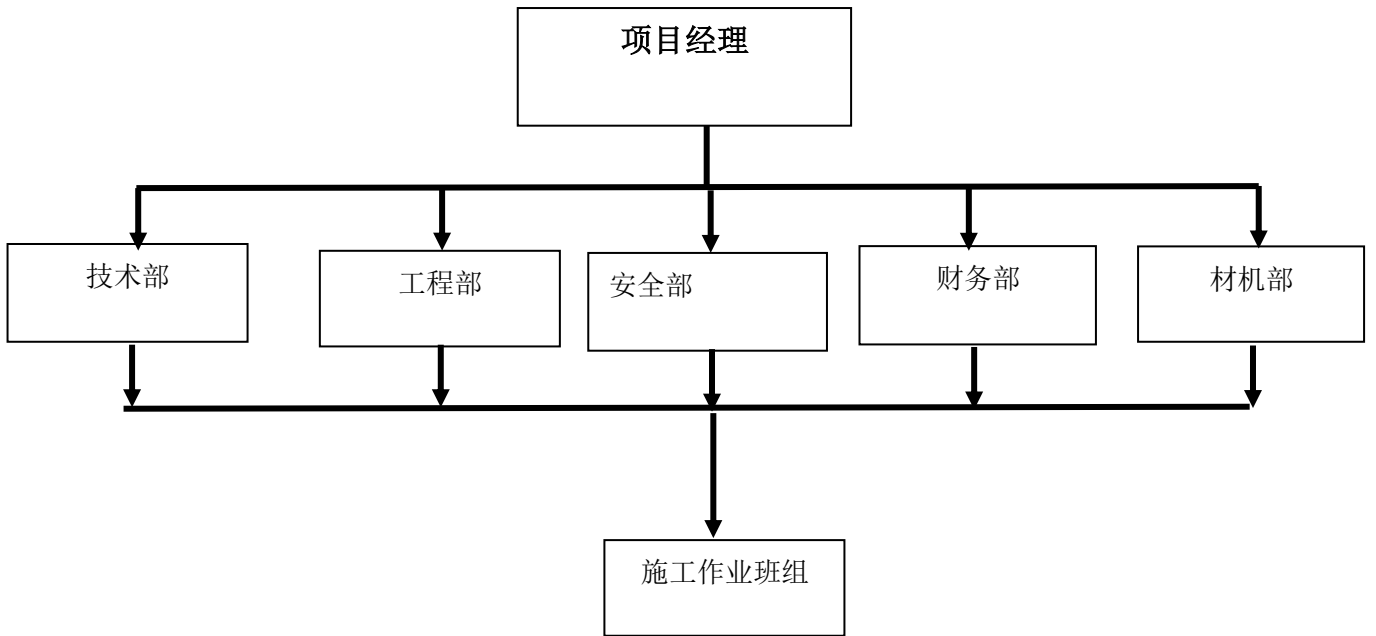 项目经理
技术部
工程部
安全部
财务部
材机部
施工作业班组